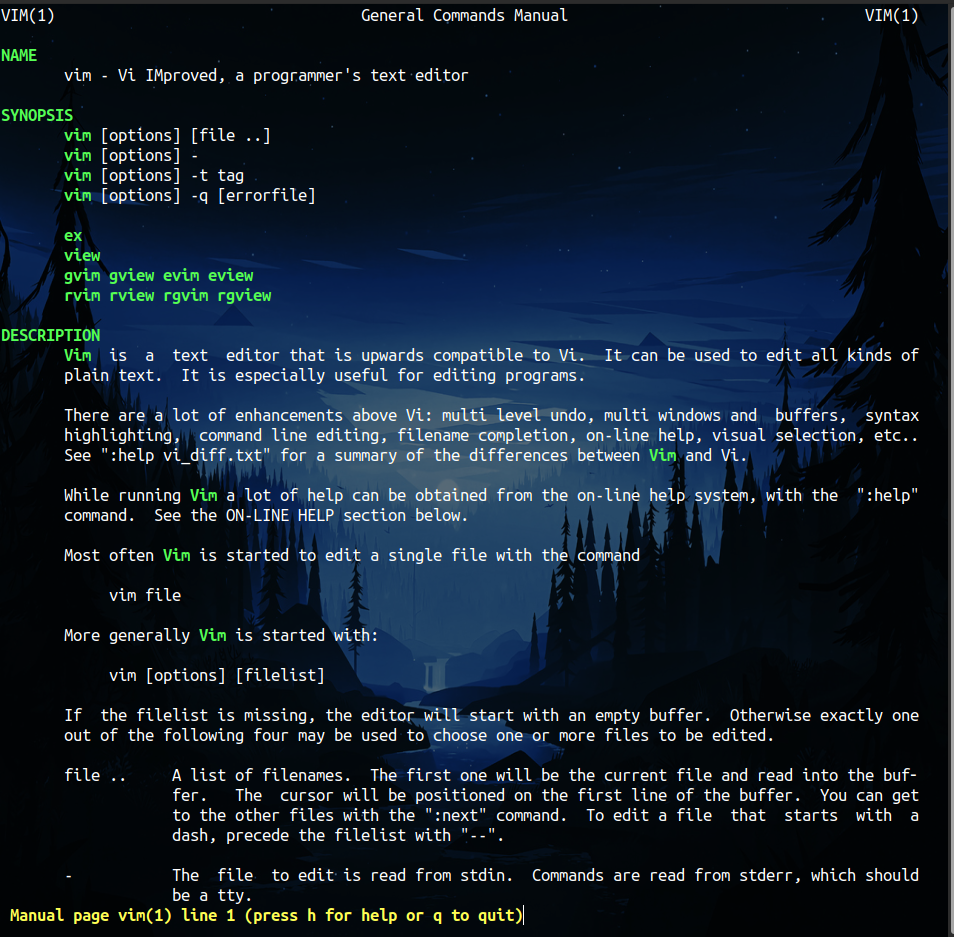 VIM(1)                                  General Commands Manual                                 VIM(1)
NAME
vim - Vi IMproved, a programmer's text editor
SYNOPSIS
vim [options] [file ..]
vim [options] -
vim [options] -t tag
vim [options] -q [errorfile]
ex
view
gvim gview evim eview
rvim rview rgvim rgview
DESCRIPTION
Vim  is  a  text  editor that is upwards compatible to Vi.  It can be used to edit all kinds of
plain text.  It is especially useful for editing programs.
There are a lot of enhancements above Vi: multi level undo, multi windows and  buffers,  syntax
highlighting,  command line editing, filename completion, on-line help, visual selection, etc..
See ":help vi_diff.txt" for a summary of the differences between Vim and Vi.
While running Vim a lot of help can be obtained from the on-line help system, with the  ":help"
command.  See the ON-LINE HELP section below.
Most often Vim is started to edit a single file with the command
vim file
More generally Vim is started with:
vim [options] [filelist]
If  the filelist is missing, the editor will start with an empty buffer.  Otherwise exactly one
out of the following four may be used to choose one or more files to be edited.
file ..     A list of filenames.  The first one will be the current file and read into the buf-
fer.   The  cursor will be positioned on the first line of the buffer.  You can get
to the other files with the ":next" command.  To edit a file  that  starts  with  a
dash, precede the filelist with "--".
-           The  file  to edit is read from stdin.  Commands are read from stderr, which should
be a tty.
Manual page vim(1) line 1 (press h for help or q to quit)